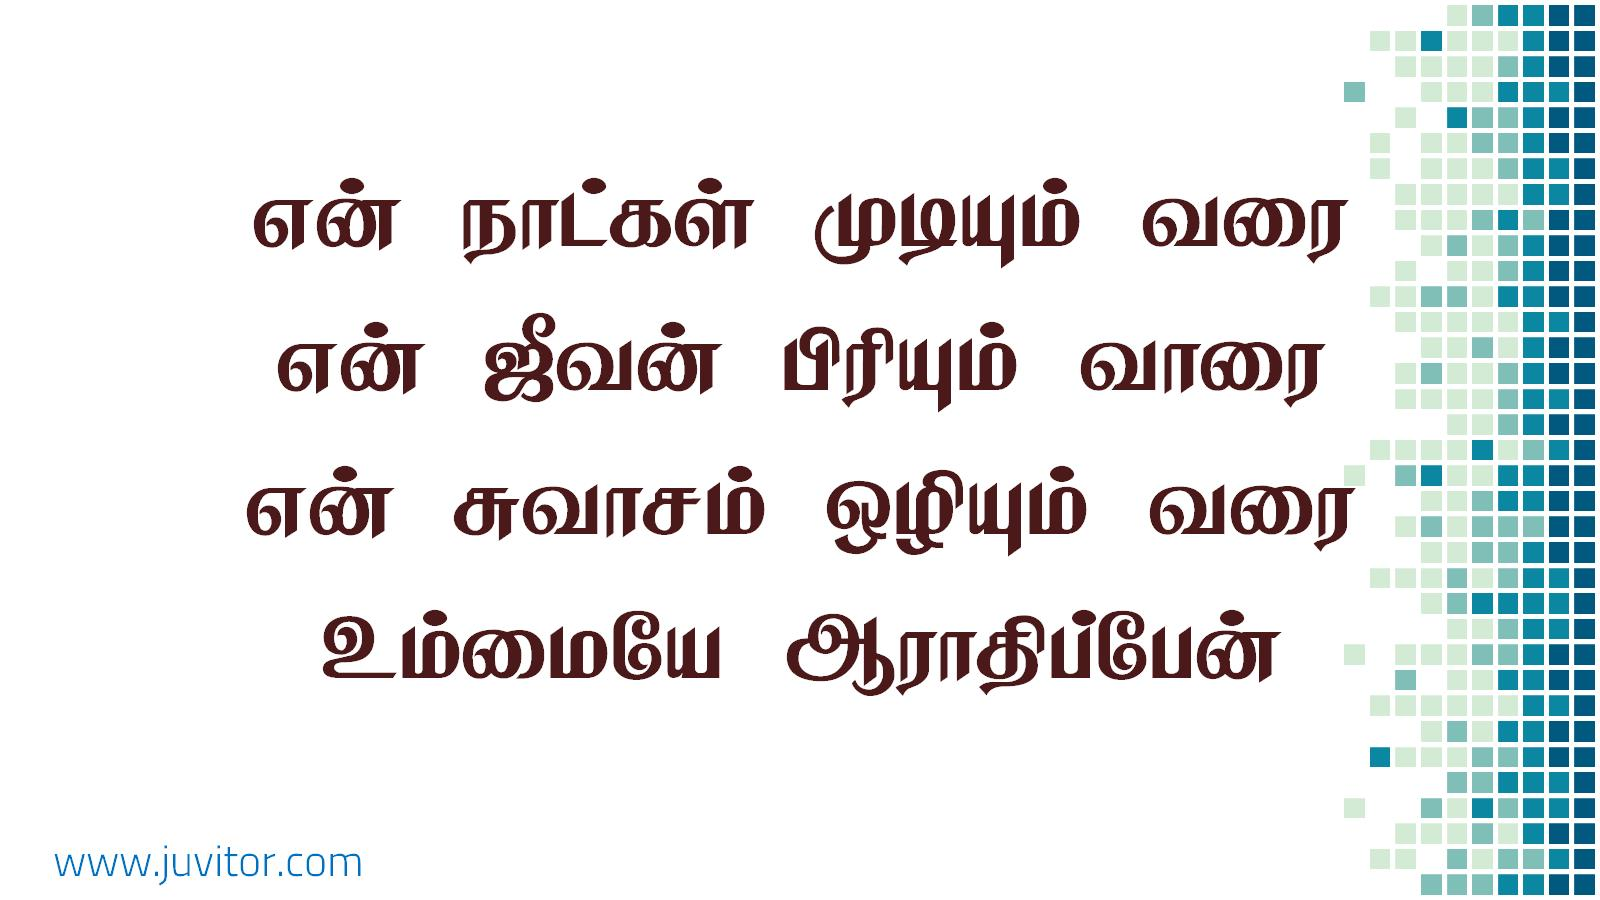 என் நாட்கள் முடியும் வரை
என் ஜீவன் பிரியும் வாரை
என் சுவாசம் ஒழியும் வரை
உம்மையே ஆராதிப்பேன்
www.juvitor.com